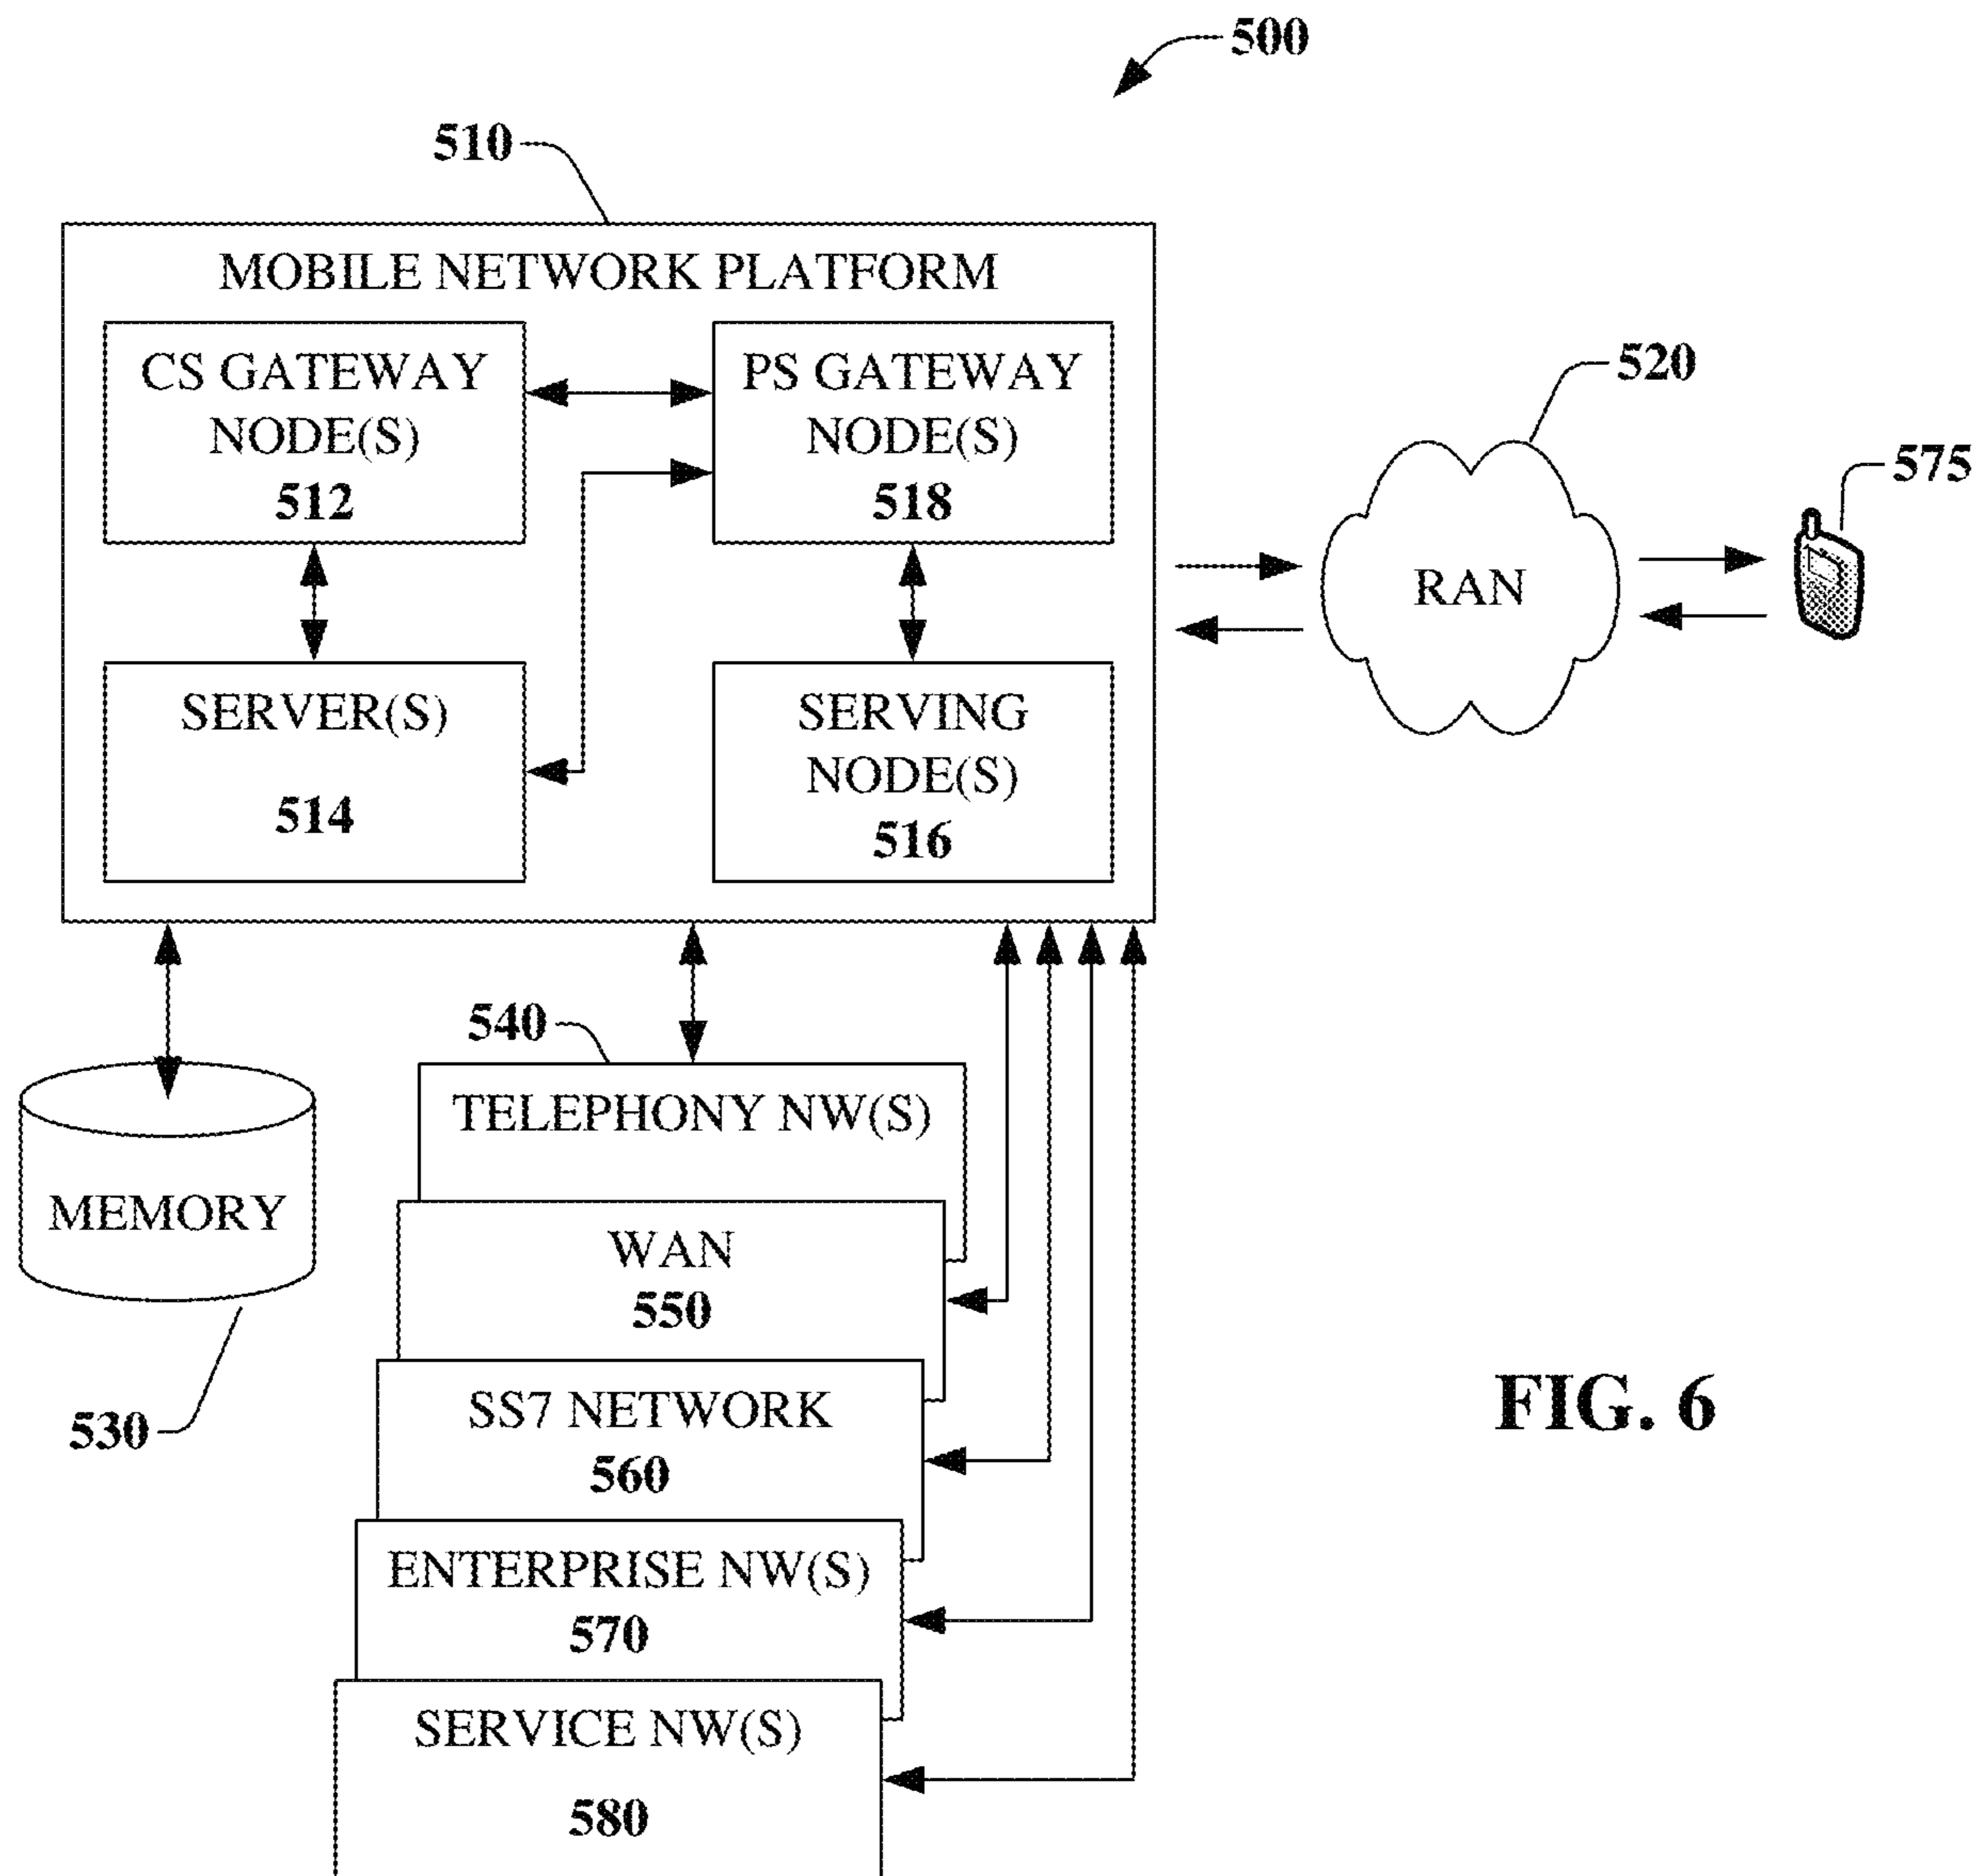 500
510
MOBILE NETWORK PLATFORM
CS GATEWAY
NODE(S)
512
PS GATEWAY
NODE(S)
518
SERVER(S)
514
SERVING
NODE(S)
516
520
RAN
575
540
TELEPHONY NW(S)
MEMORY
530
WAN
550
SS7 NETWORK
560
ENTERPRISE NW(S)
570
SERVICE NW(S)
580
FIG. 6